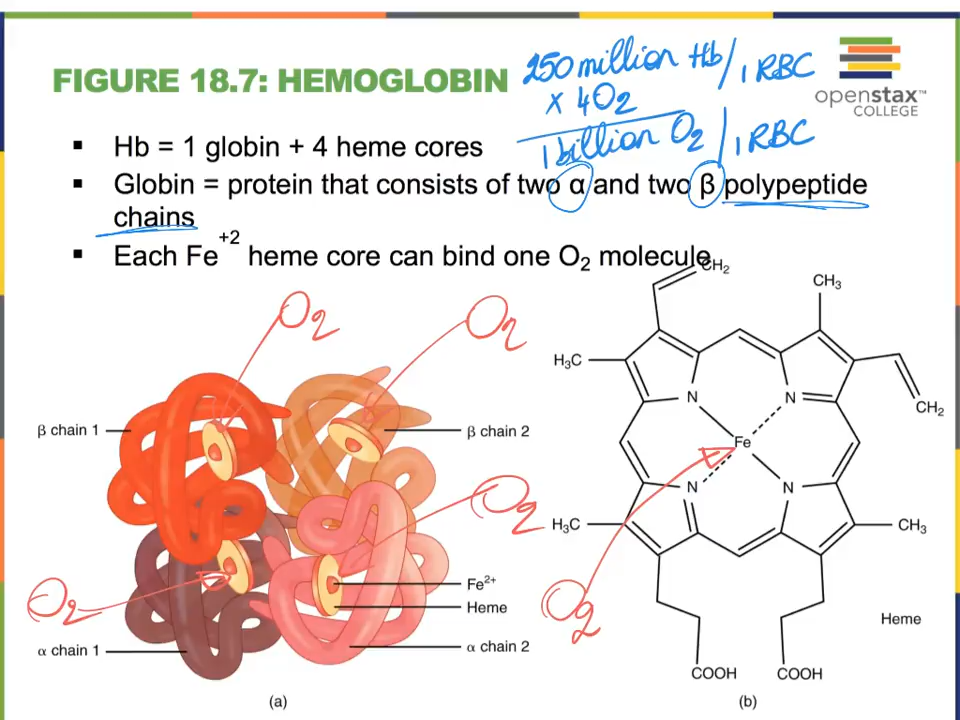 FIGURE 18.7: HEMOGLOBIN
250 million Hb/1 RBC
x 4O2
1 billion O2/1 RBC
openstax™
COLLEGE
▪ Hb = 1 globin + 4 heme cores
▪ Globin = protein that consists of two α and two β polypeptide
chains
▪ Each Fe+2 heme core can bind one O2 molecule
O2
O2
β chain 1
β chain 2
O2
O2
Fe2+
Heme
α chain 1
α chain 2
(a)
CH2
CH3
H3C
N
N
CH2
Fe
N
N
H3C
CH3
O2
Heme
COOH
COOH
(b)